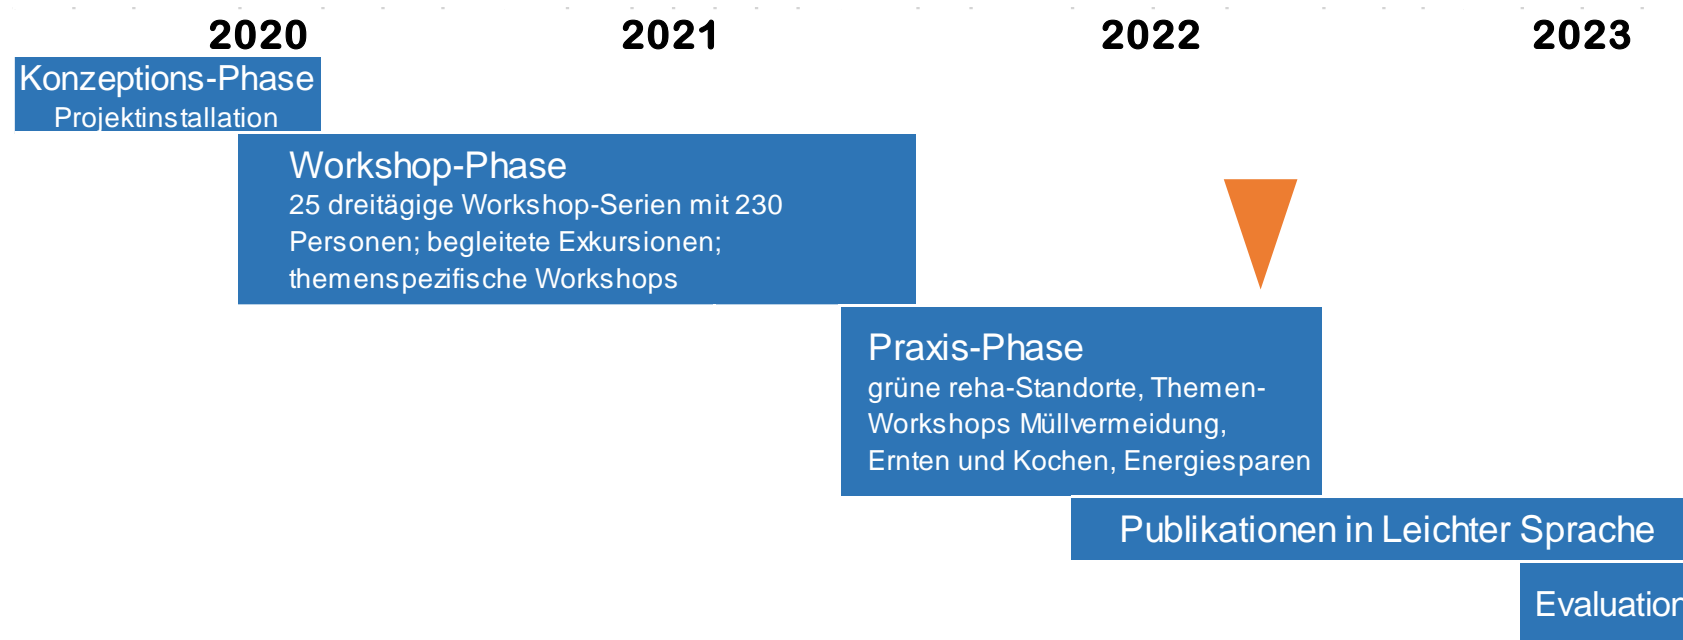 2020 2021 2022 2023
Konzeptions-Phase
Projektinstallation
Workshop-Phase
25 dreitägige Workshop-Serien mit 230
Personen; begleitete Exkursionen;
themenspezifische Workshops
Praxis-Phase
grüne reha-Standorte, Themen-
Workshops Müllvermeidung,
Ernten und Kochen, Energiesparen
Publikationen in Leichter Sprache
Evaluation